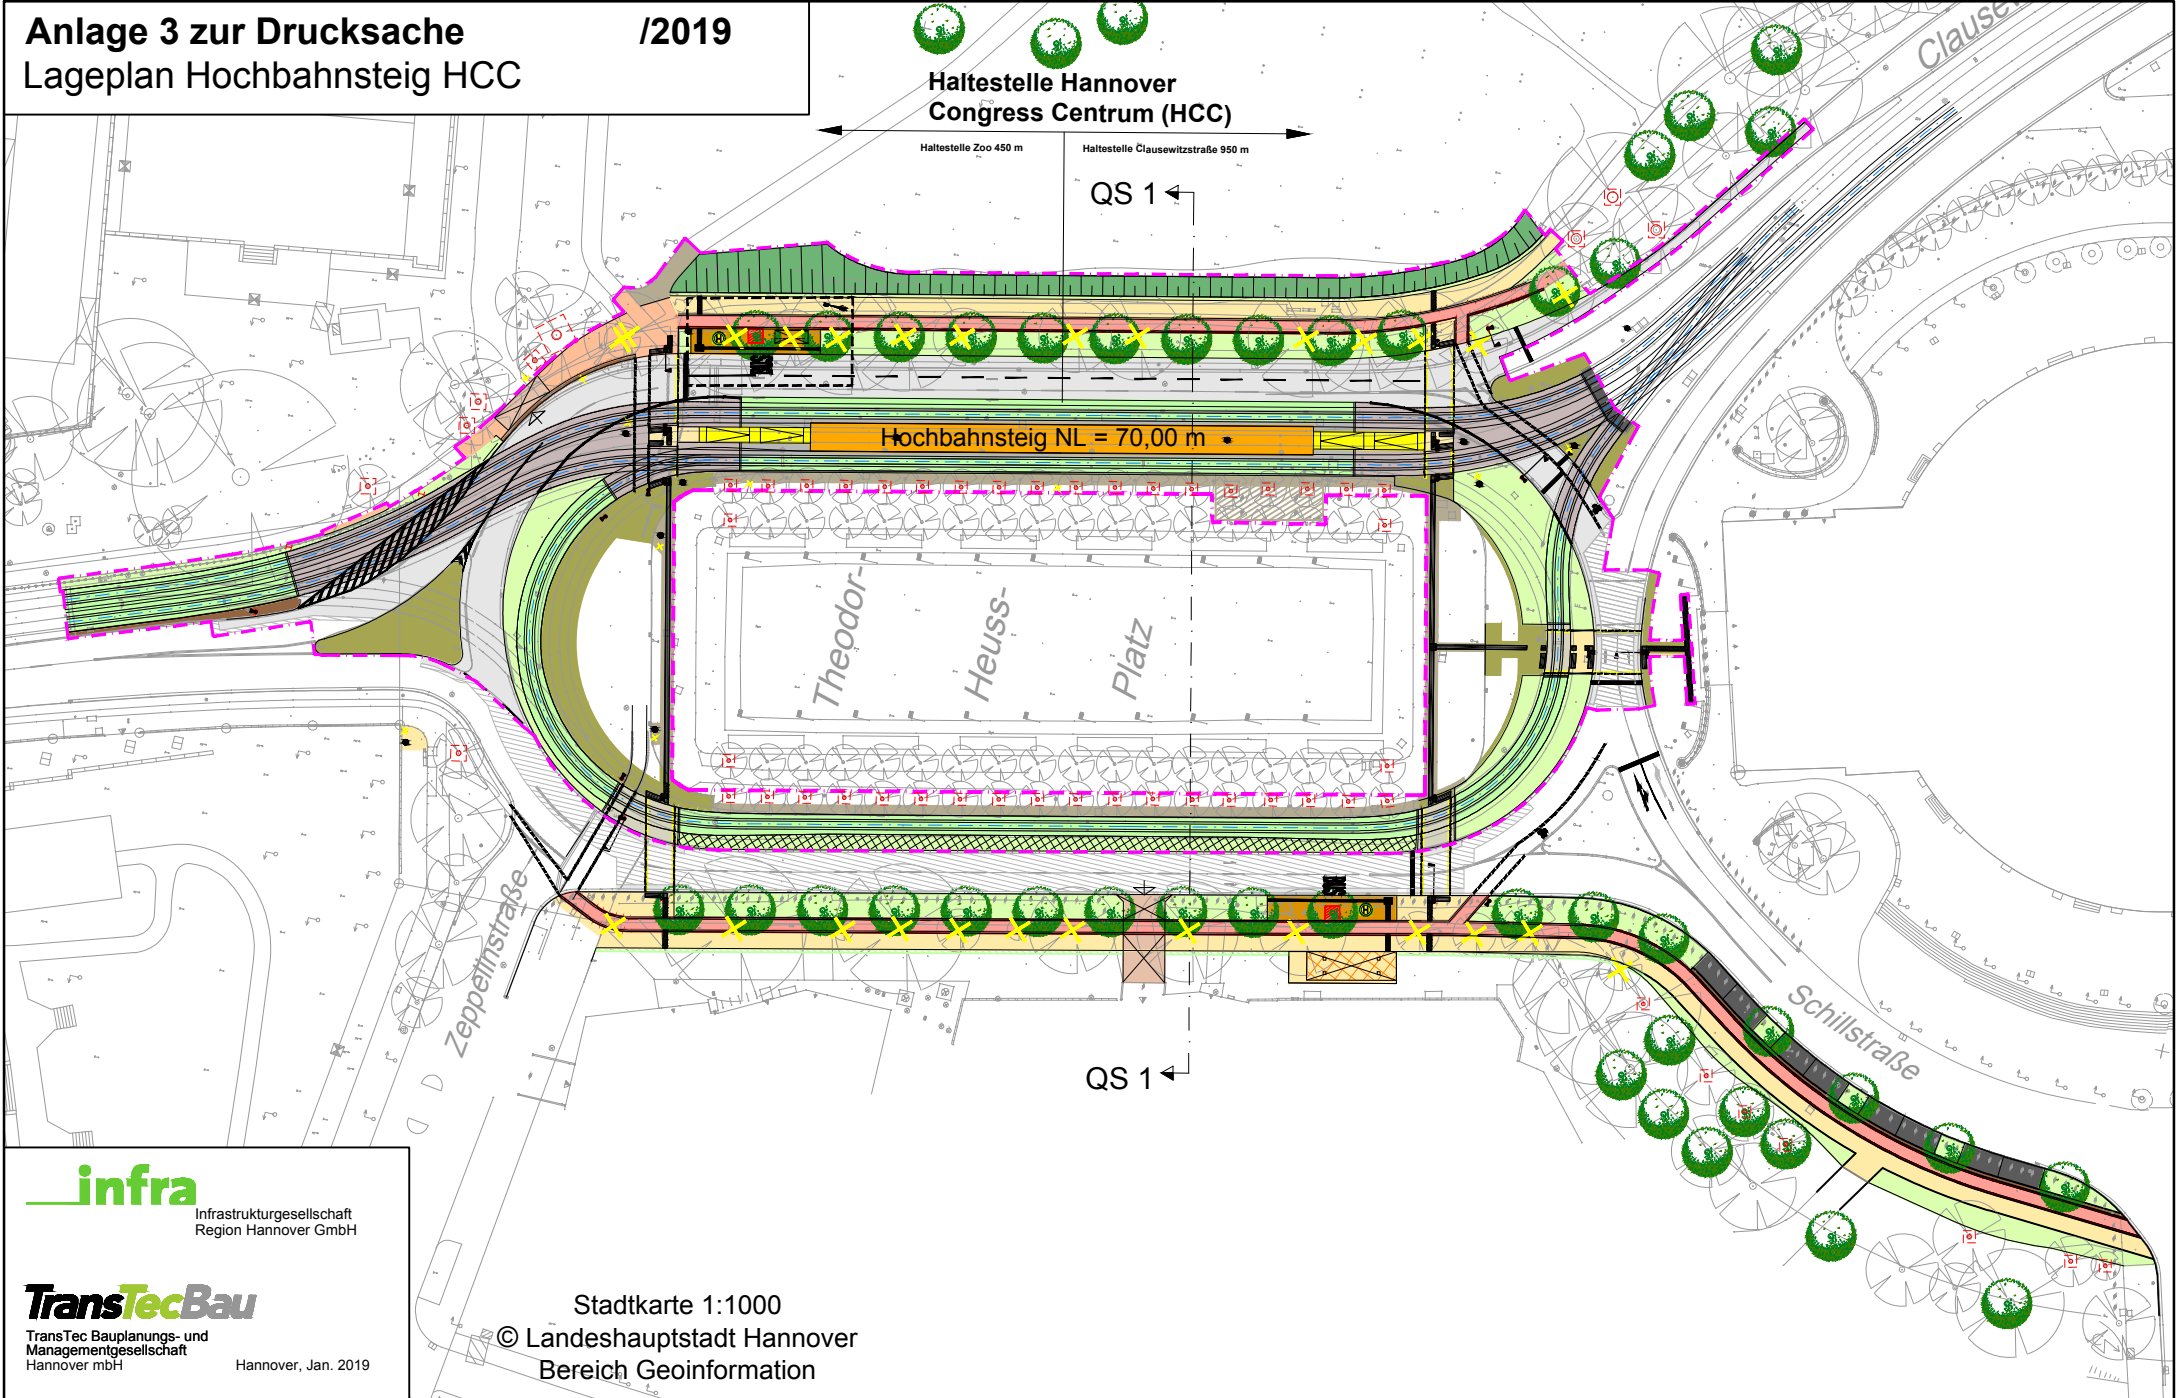 Anlage 3 zur Drucksache /2019
Lageplan Hochbahnsteig HCC
Haltestelle Hannover
Congress Centrum (HCC)
Haltestelle Zoo 450 m
Haltestelle Clausewitzstraße 950 m
QS 1
BUS
Hochbahnsteig NL = 70,00 m
Theodor-
Heuss-
Platz
BUS
Zeppelinstraße
Schillstraße
QS 1
infra
Infrastrukturgesellschaft
Region Hannover GmbH
TransTecBau
TransTec Bauplanungs- und
Managementgesellschaft
Hannover mbH
Hannover, Jan. 2019
Stadtkarte 1:1000
© Landeshauptstadt Hannover
Bereich Geoinformation